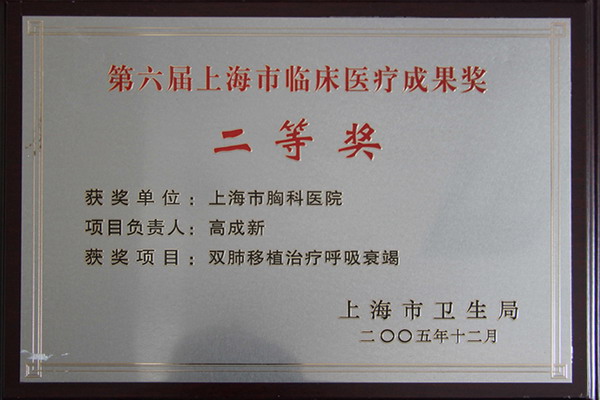 第六届上海市临床医疗成果奖
二等奖
获奖单位：上海市胸科医院
项目负责人：高成新
获奖项目：双肺移植治疗呼吸衰竭
上海市卫生局
二〇〇五年十二月